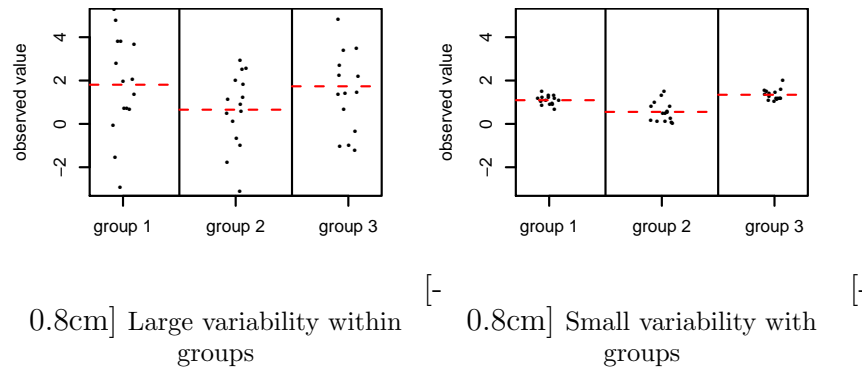 observed value
4
2
0
−2
group 1
group 2
group 3
[-
0.8cm] Large variability within
groups
observed value
4
2
0
−2
group 1
group 2
group 3
[-
0.8cm] Small variability with
groups